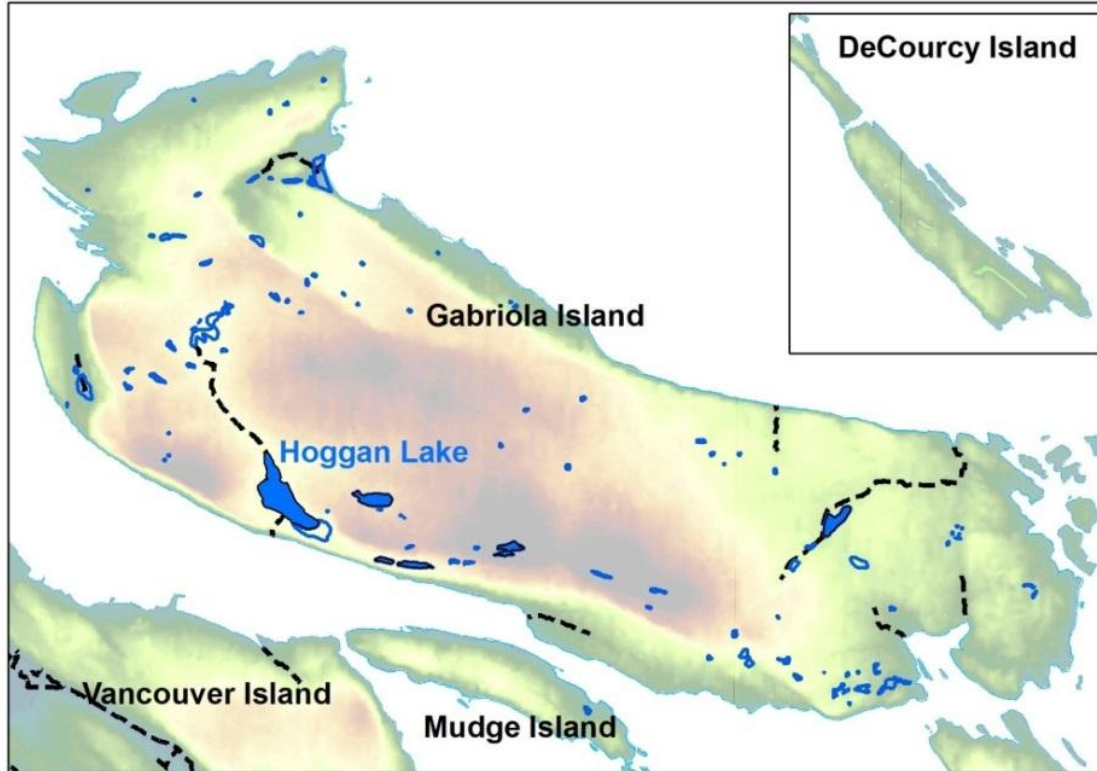 DeCourcy Island
Gabriola Island
Hoggan Lake
Vancouver Island
Mudge Island